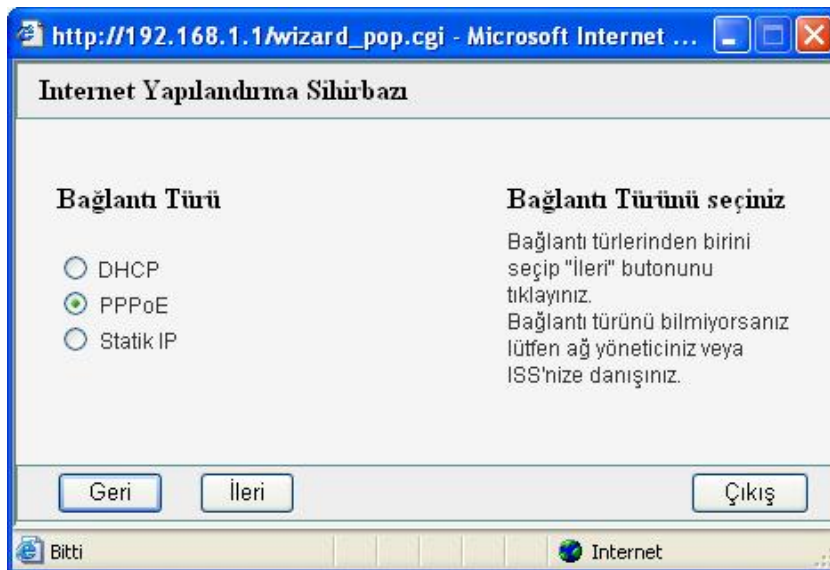 http://192.168.1.1/wizard_pop.cgi - Microsoft Internet ...
Internet Yapılandırma Sihirbazı
Bağlantı Türü
DHCP
PPPoE
Statik IP
Bağlantı Türünü seçiniz
Bağlantı türlerinden birini
seçip "İleri" butonunu
tıklayınız.
Bağlantı türünü bilmiyorsanız
lütfen ağ yöneticiniz veya
ISS'nize danışınız.
Geri
İleri
Çıkış
Bitti
Internet